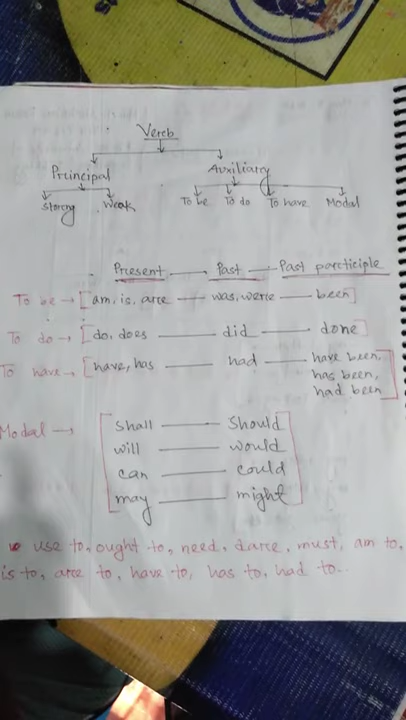 Verb
Principal Auxiliary
Strong Weak To be To do To have Modal
Present — Past — Past participle
To be → [am, is, are — was, were — been]
To do → [do, does — did — done]
To have → [have, has — had — have been,
has been,
had been]
Modal → [shall — should
will — would
can — could
may — might]
use to, ought to, need, dare, must, am to,
is to, are to, have to, has to, had to..